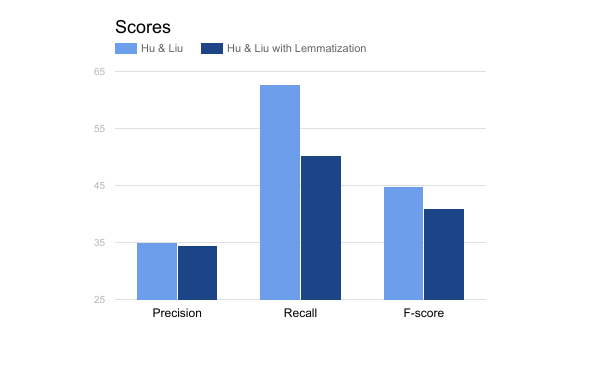 Scores
Hu & Liu Hu & Liu with Lemmatization
65
55
45
35
25
Precision Recall F-score